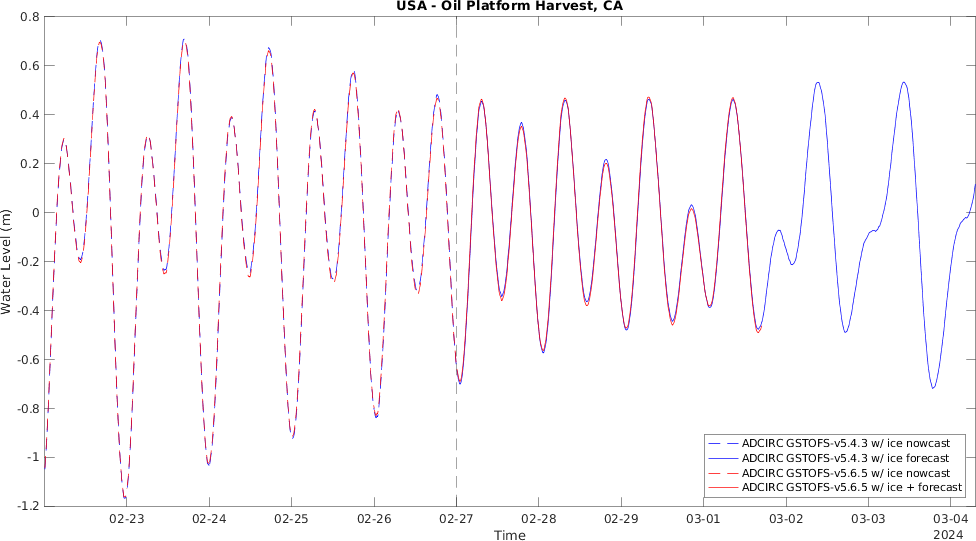 USA - Oil Platform Harvest, CA
0.8
0.6
0.4
0.2
0
-0.2
-0.4
-0.6
-0.8
-1
-1.2
Water Level (m)
ADCIRC GSTOFS-v5.4.3 w/ ice nowcast
ADCIRC GSTOFS-v5.4.3 w/ ice forecast
ADCIRC GSTOFS-v5.6.5 w/ ice nowcast
ADCIRC GSTOFS-v5.6.5 w/ ice + forecast
02-23 02-24 02-25 02-26 02-27 02-28 02-29 03-01 03-02 03-03 03-04
Time 2024